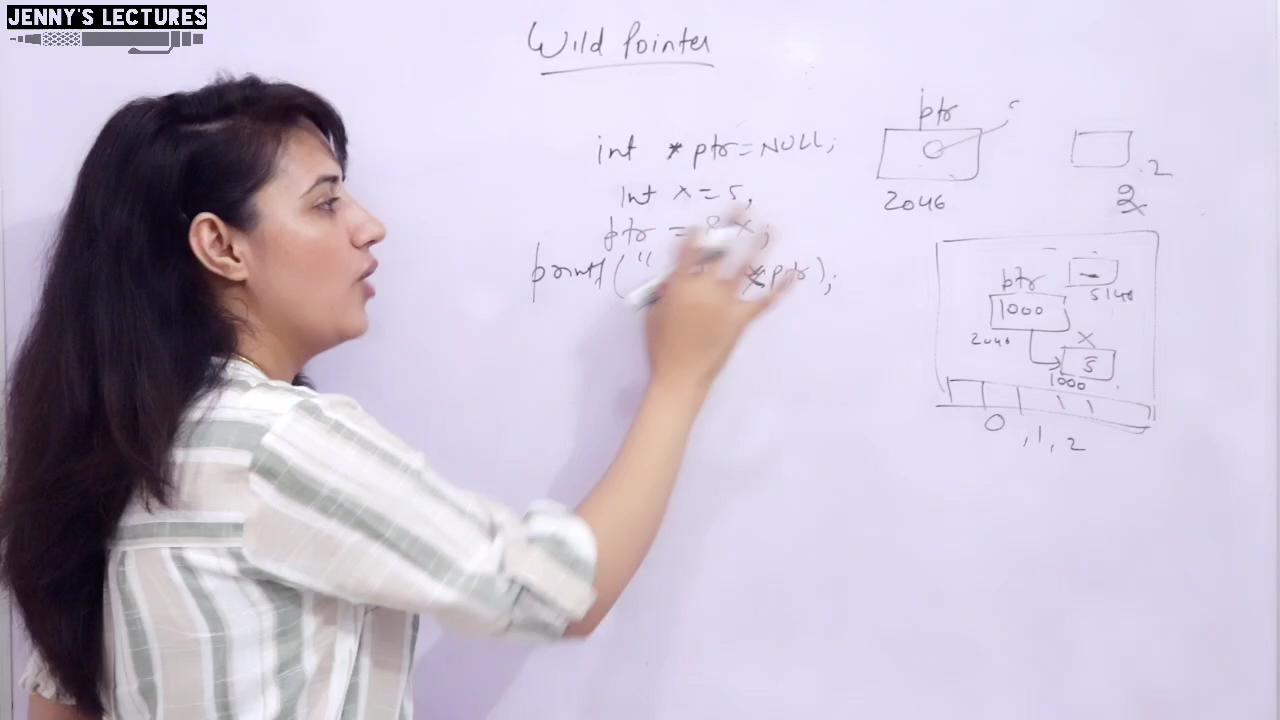 JENNY'S LECTURES
Wild Pointer
int *ptr=NULL;
int x=5,
ptr = &x;
printf("    *ptr);
ptr
2046
2
ptr
1000
2046
5140
x
5
1000
0, 1, 2